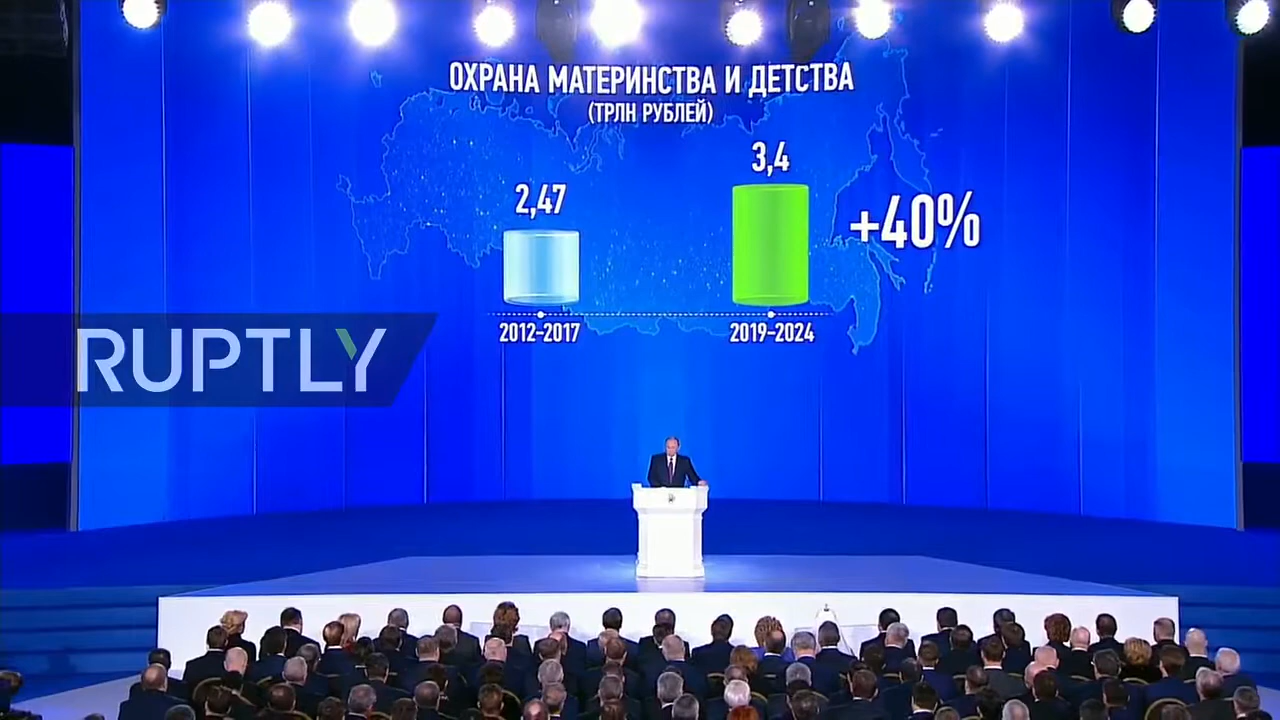 ОХРАНА МАТЕРИНСТВА И ДЕТСТВА
(ТРЛН РУБЛЕЙ)
2,47
3,4
+40%
2012-2017
2019-2024
RUPTLY